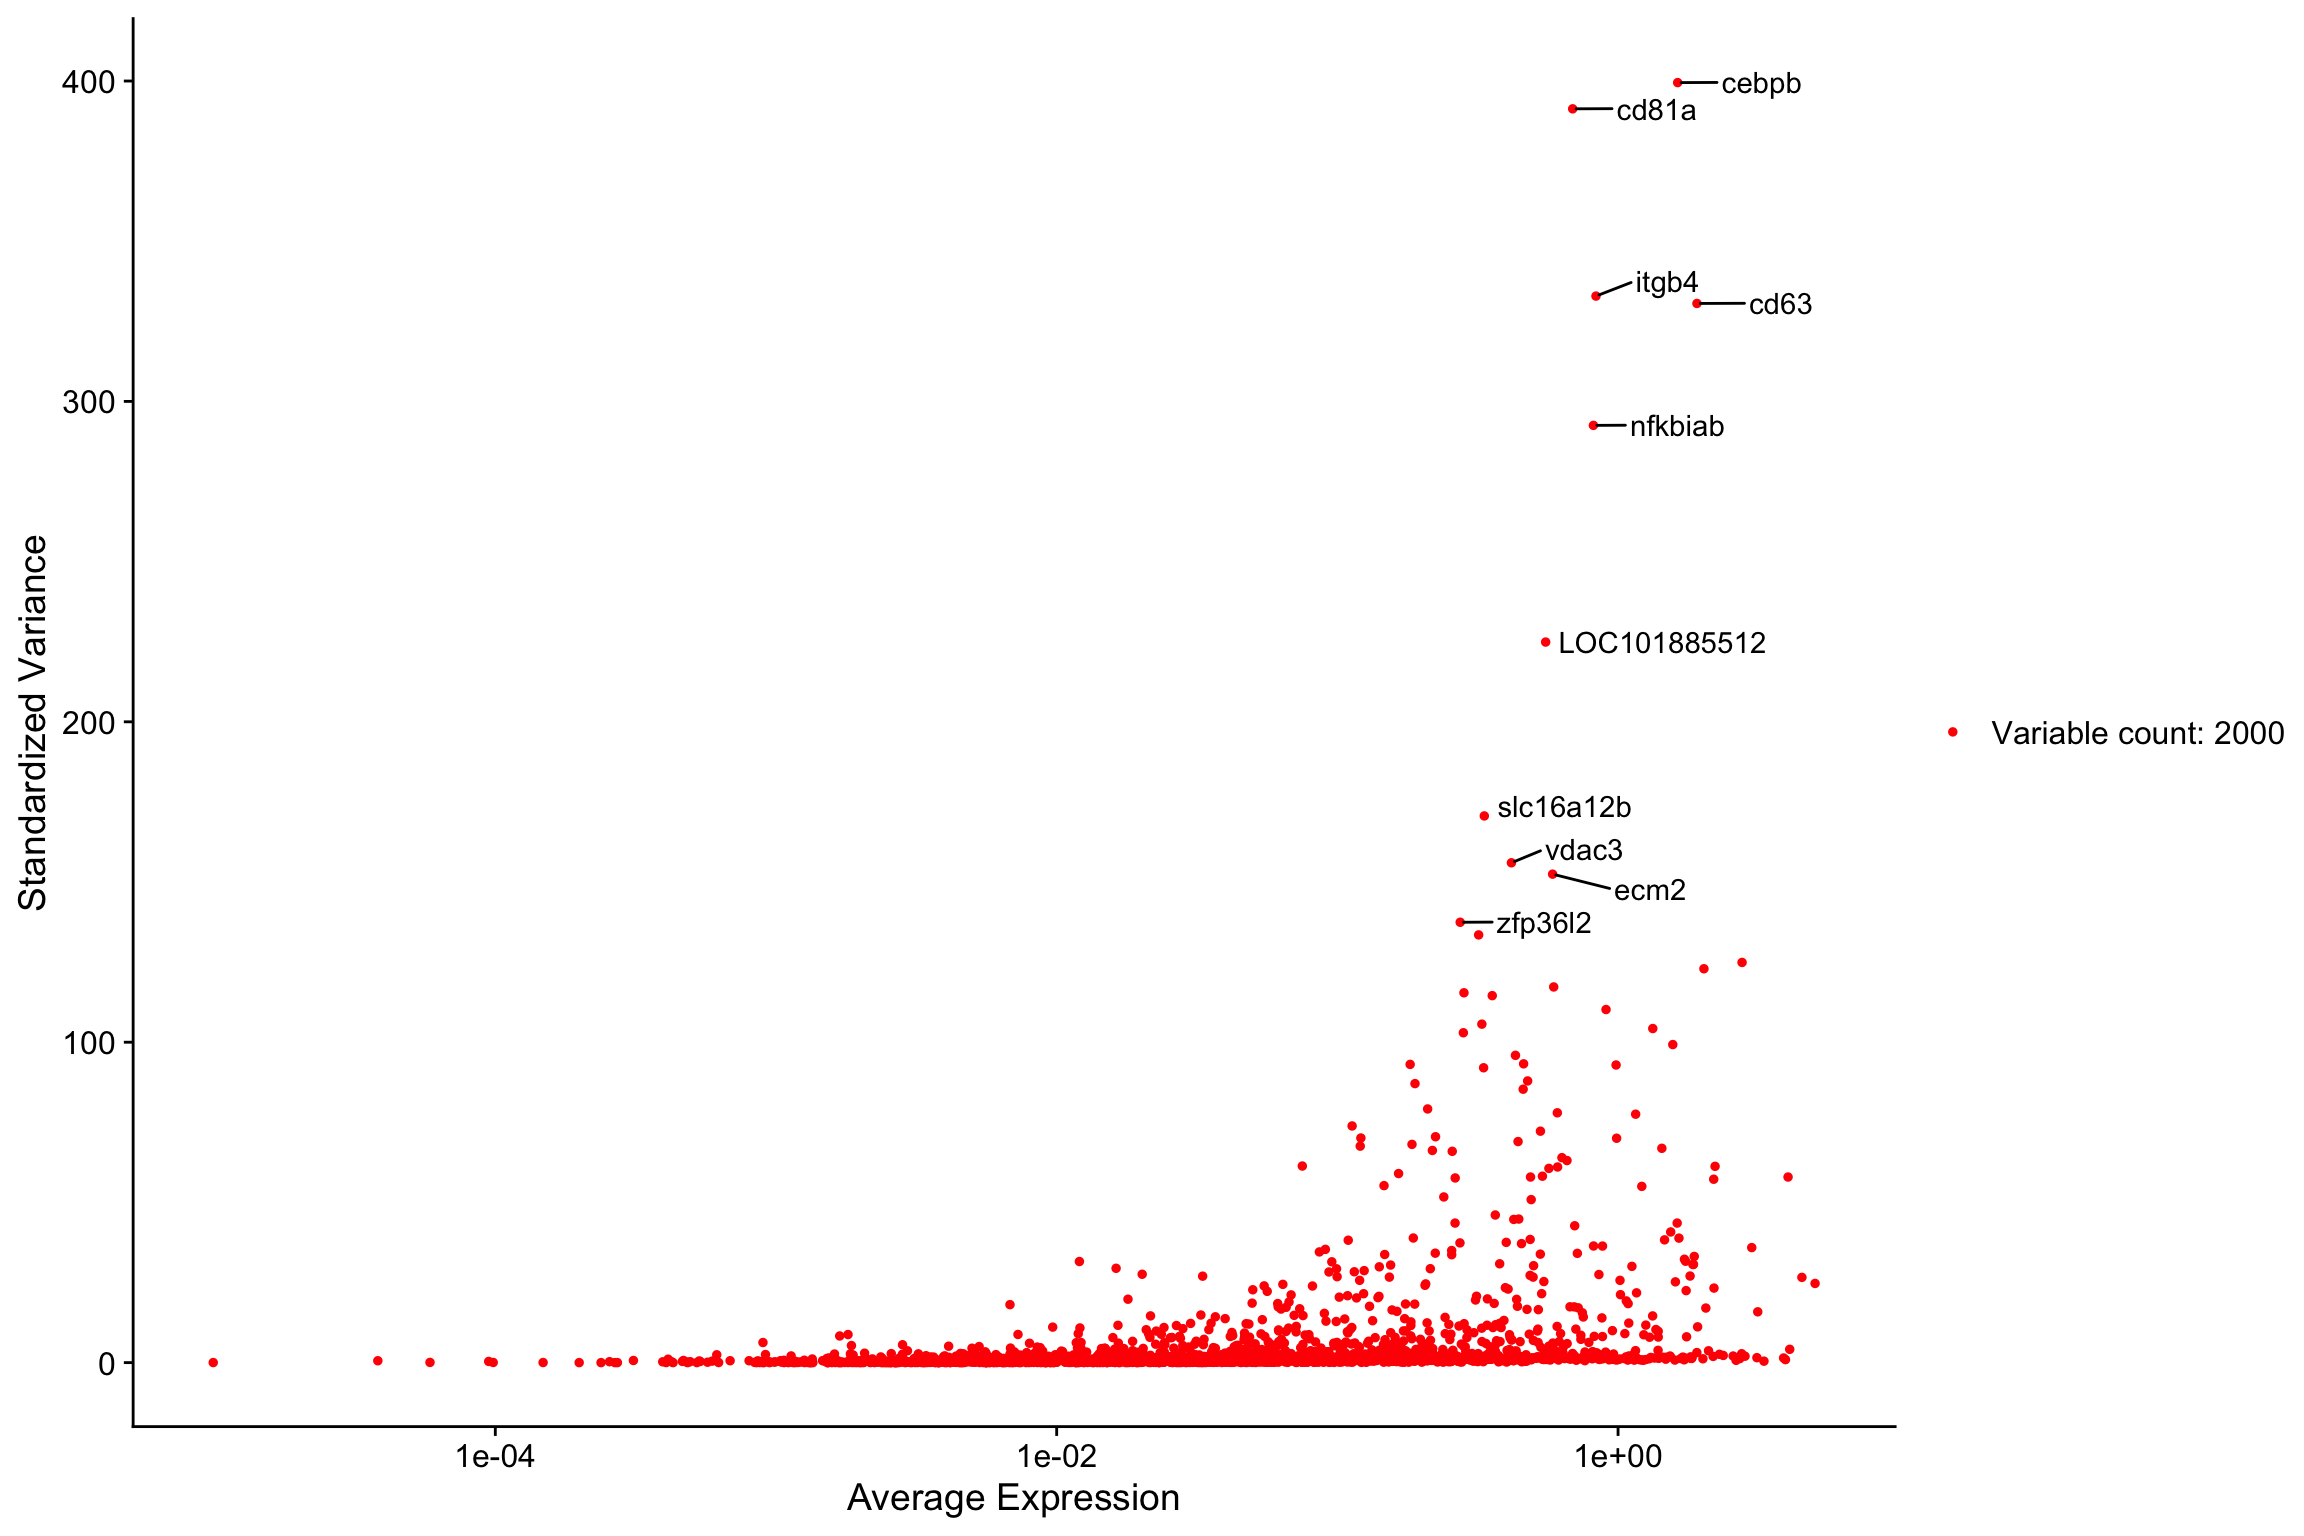 400
cebpb
cd81a
itgb4
cd63
300
nfkbiab
LOC101885512
200
Variable count: 2000
slc16a12b
vdac3
ecm2
zfp36l2
100
0
Standardized Variance
1e-04
1e-02
1e+00
Average Expression